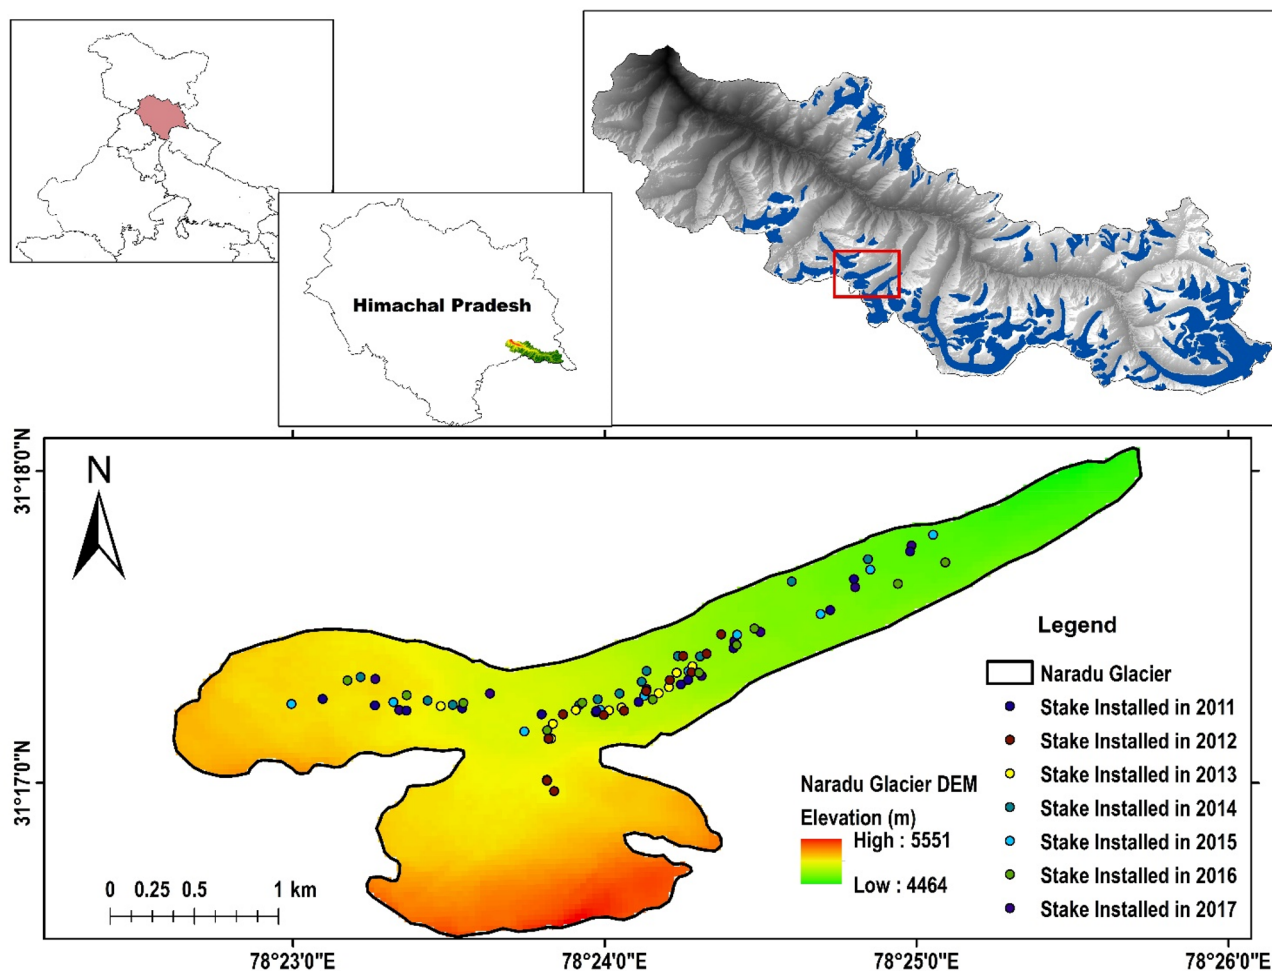 Himachal Pradesh
N
31°18'0"N
31°17'0"N
Legend
Naradu Glacier
Stake Installed in 2011
Stake Installed in 2012
Stake Installed in 2013
Stake Installed in 2014
Stake Installed in 2015
Stake Installed in 2016
Stake Installed in 2017
Naradu Glacier DEM
Elevation (m)
High : 5551
Low : 4464
0 0.25 0.5 1 km
78°23'0"E 78°24'0"E 78°25'0"E 78°26'0"E